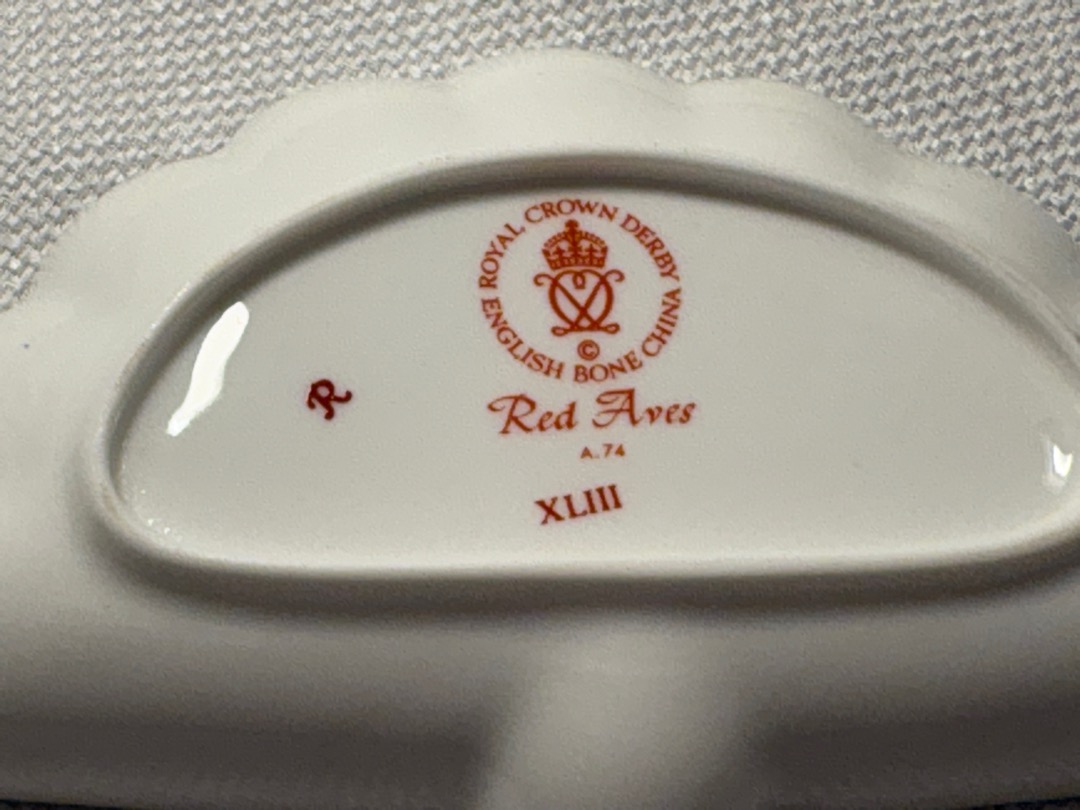 ROYAL CROWN DERBY
ENGLISH BONE CHINA
©
R
Red Aves
A.74
XLIII